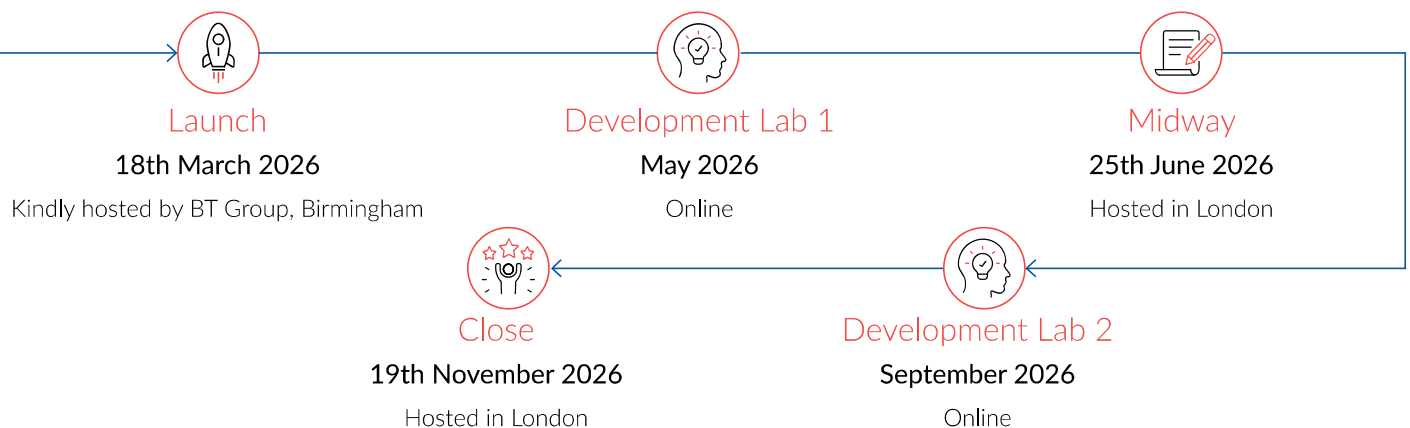 Launch
18th March 2026
Kindly hosted by BT Group, Birmingham
Development Lab 1
May 2026
Online
Midway
25th June 2026
Hosted in London
Development Lab 2
September 2026
Online
Close
19th November 2026
Hosted in London